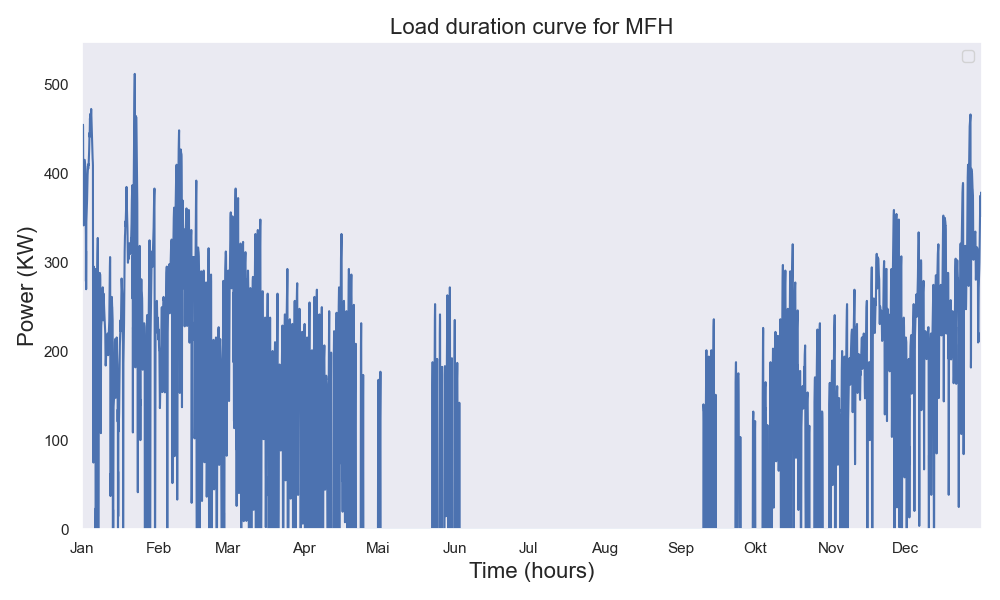 Load duration curve for MFH
Power (KW)
500
400
300
200
100
0
Jan Feb Mar Apr Mai Jun Jul Aug Sep Okt Nov Dec
Time (hours)